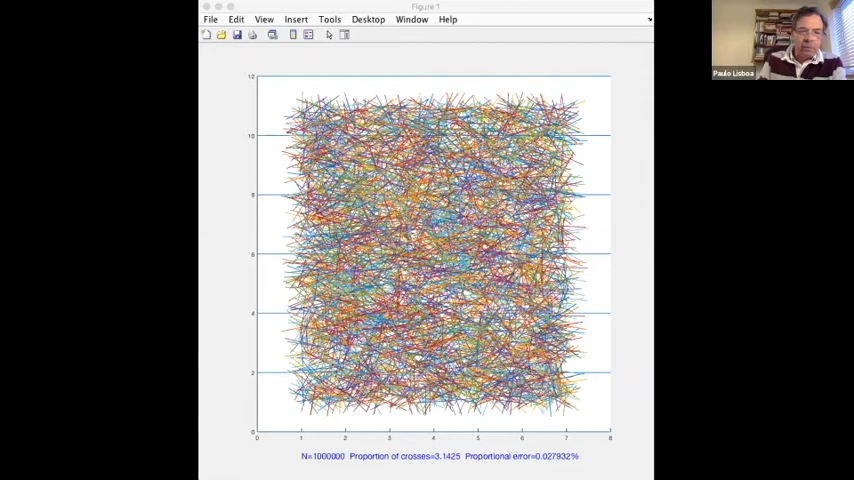 Figure 1
File Edit View Insert Tools Desktop Window Help
Paulo Lisboa
12
10
8
6
4
2
0
0 1 2 3 4 5 6 7 8
N=1000000 Proportion of crosses=3.1425 Proportional error=0.027932%